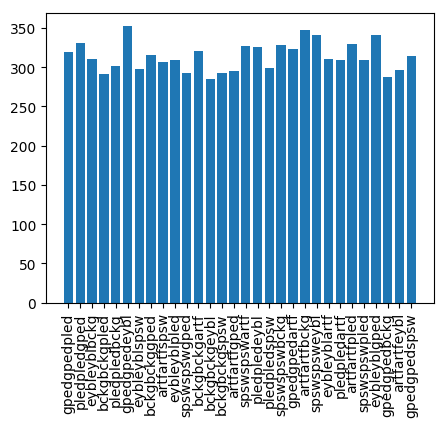 350
300
250
200
150
100
50
0
gpedgpedpled
pledpledgped
eybleyblbckg
bckgbckgpled
pledpledbckg
gpedgpedeybl
eybleyblspsw
bckgbckggped
artfartfspsw
eybleyblpled
spswspswgped
bckgbckgartf
bckgbckgeybl
bckgbckgspsw
artfartfgped
spswspswartf
pledpledeybl
pledpledspsw
spswspswbckg
gpedgpedartf
artfartfbckg
spswspsweybl
eybleyblartf
pledpledartf
artfartfpled
spswspswpled
eybleyblgped
gpedgpedbckg
artfartfeybl
gpedgpedspsw